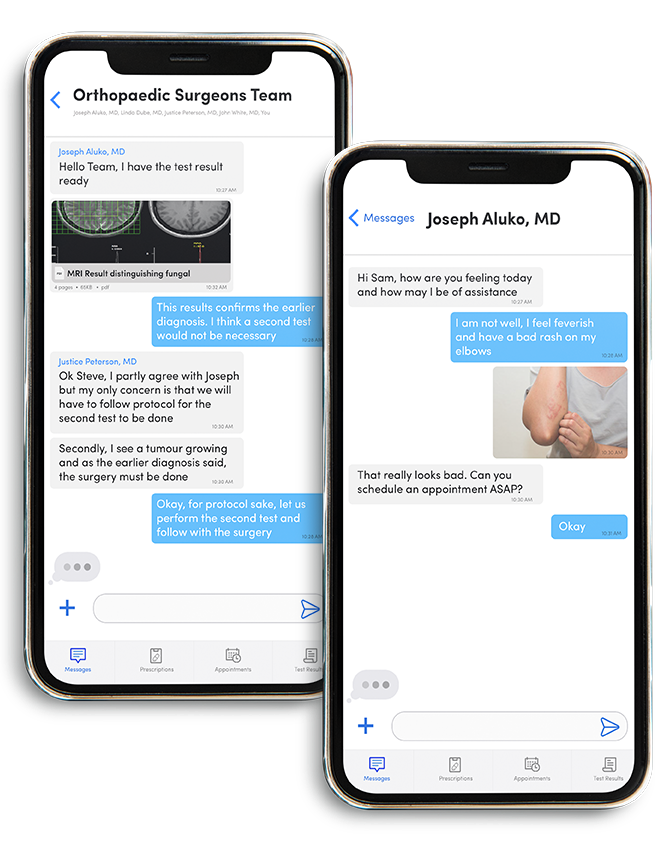 Orthopaedic Surgeons Team
Joseph Aluko, MD, Linda Dube, MD, Justice Peterson, MD, John White, MD, You
Joseph Aluko, MD
Hello Team, I have the test result
ready
10:27 AM
MRI Result distinguishing fungal
4 pages • 65KB • pdf
10:32 AM
This results confirms the earlier
diagnosis. I think a second test
would not be necessary
10:28 AM
Justice Peterson, MD
Ok Steve, I partly agree with Joseph
but my only concern is that we will
have to follow protocol for the
second test to be done
10:30 AM
Secondly, I see a tumour growing
and as the earlier diagnosis said,
the surgery must be done
10:30 AM
Okay, for protocol sake, let us
perform the second test and
follow with the surgery
10:28 AM
Messages
Prescriptions
Appointments
Test Result
Messages
Joseph Aluko, MD
Hi Sam, how are you feeling today
and how may I be of assistance
10:27 AM
I am not well, I feel feverish
and have a bad rash on my
elbows
10:28 AM
10:30 AM
That really looks bad. Can you
schedule an appointment ASAP?
10:30 AM
Okay
10:31 AM
Messages
Prescriptions
Appointments
Test Results